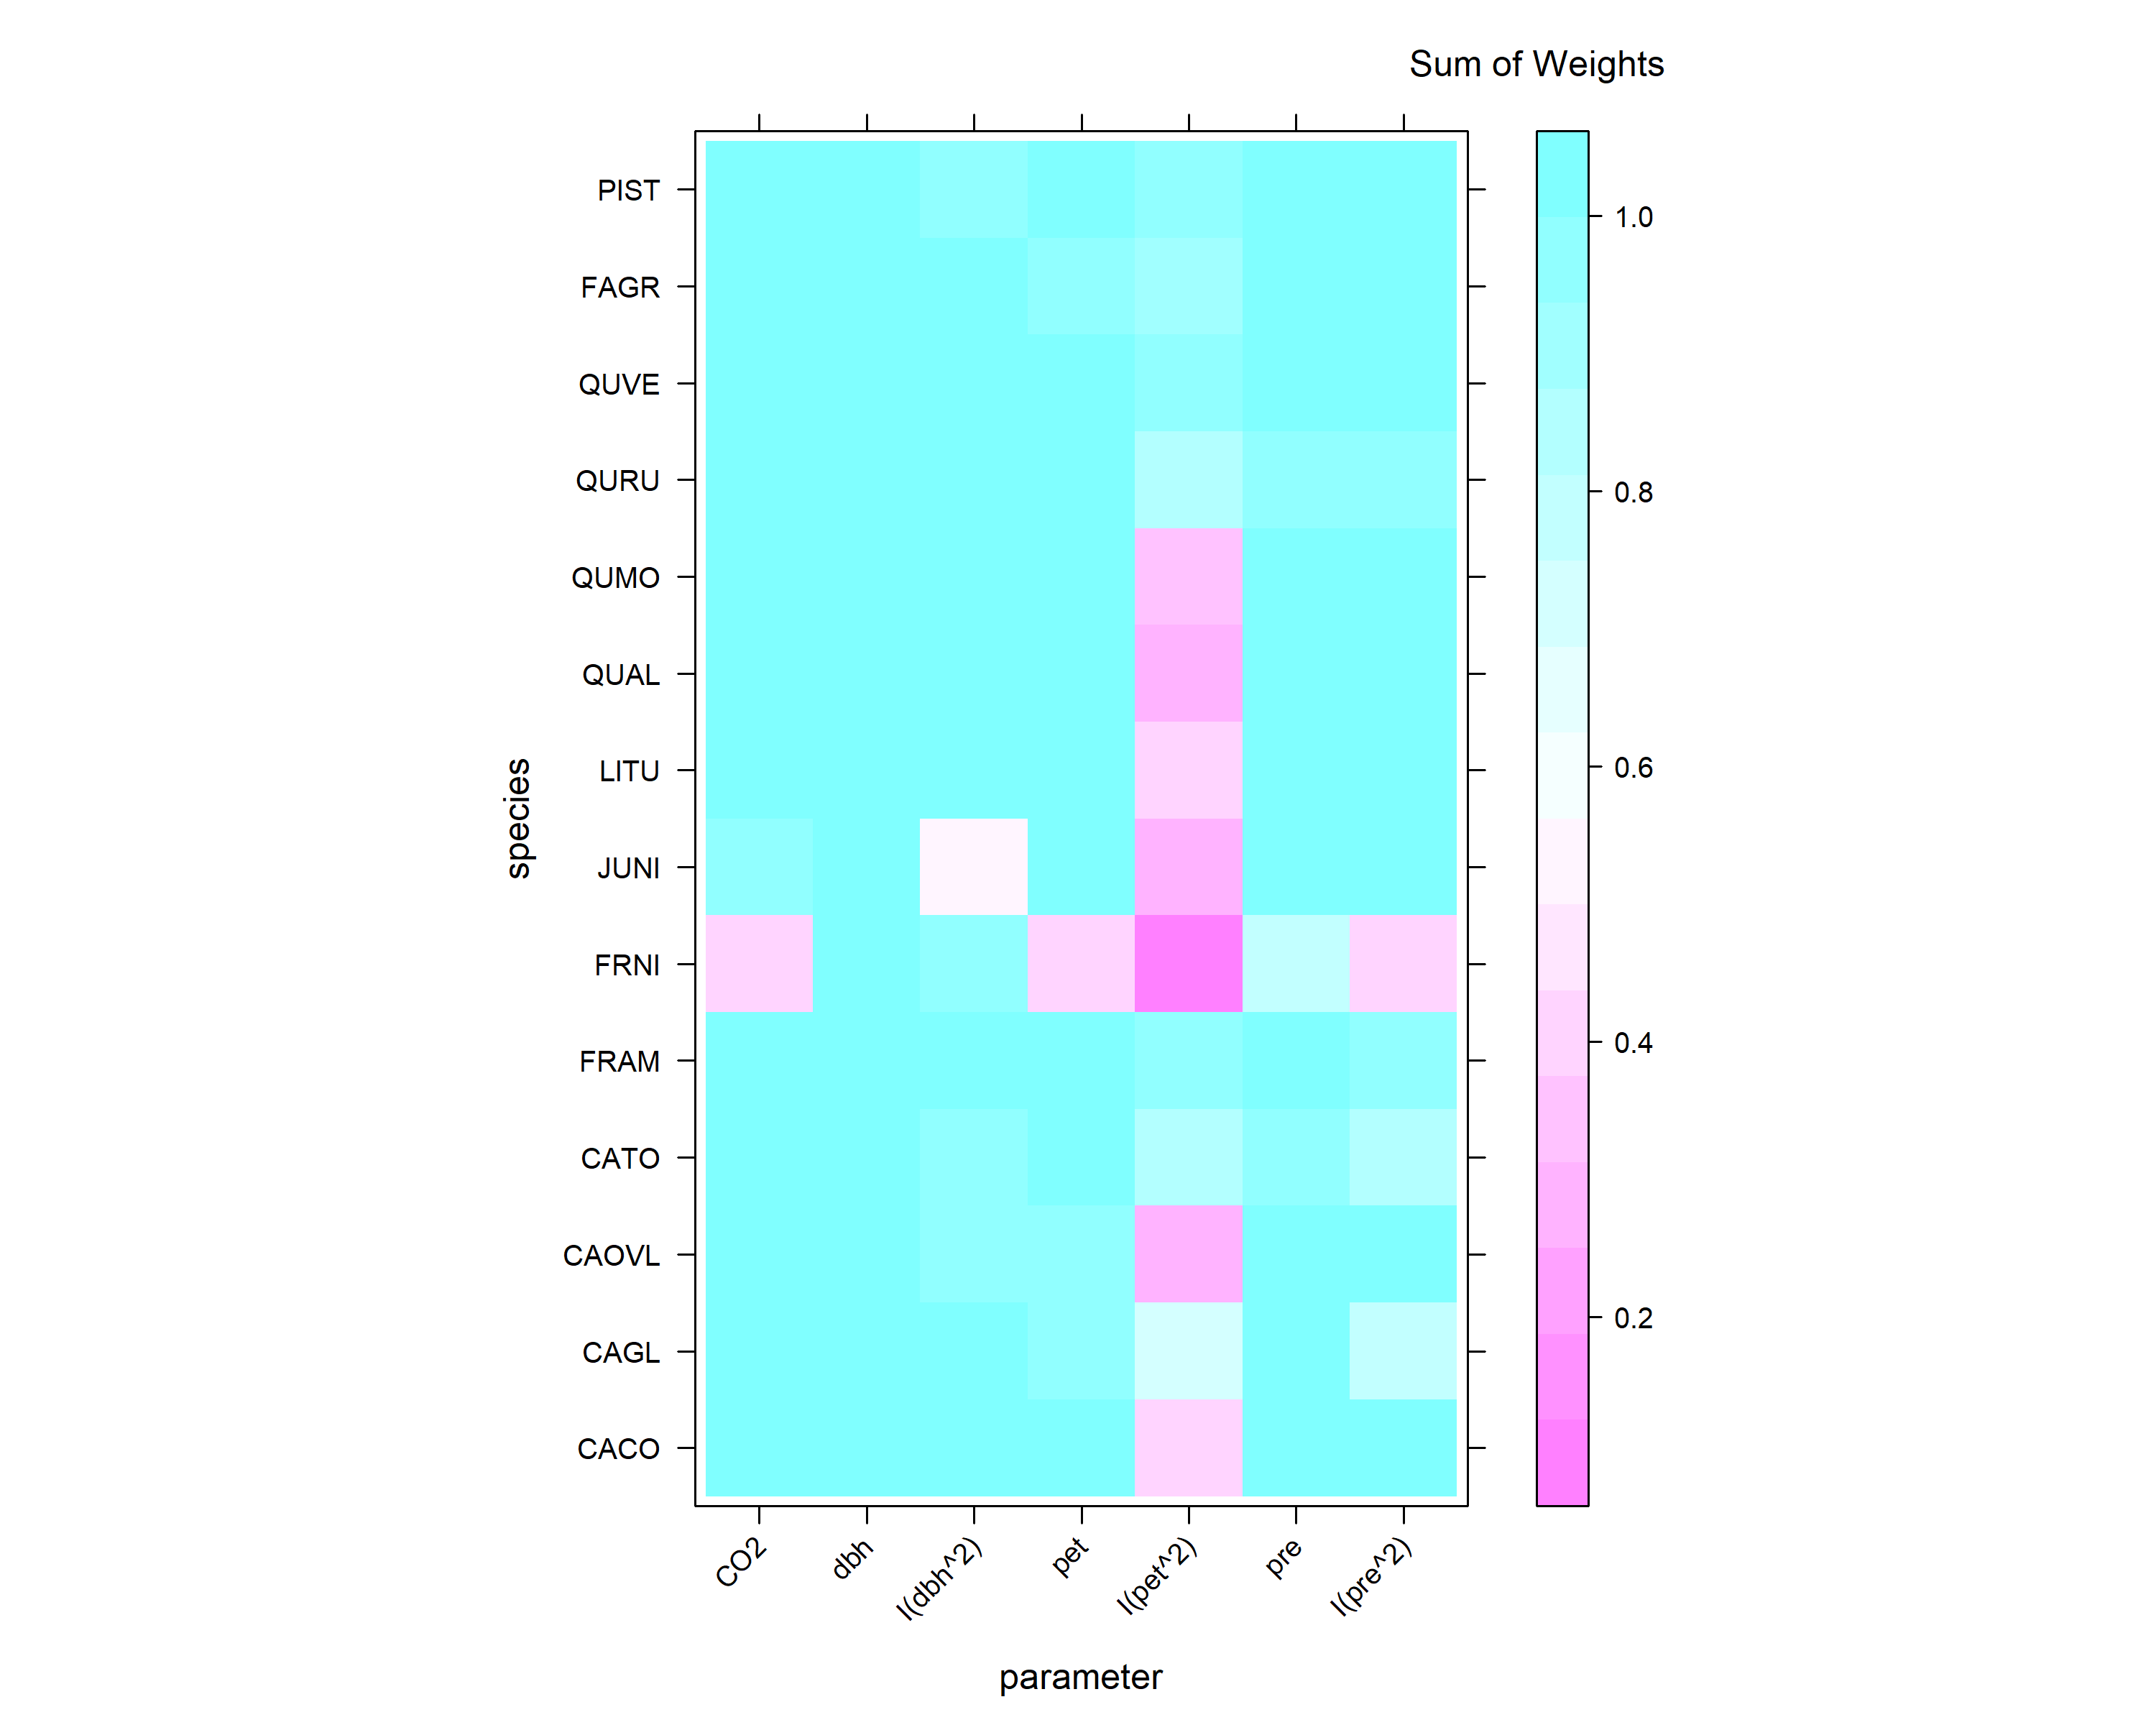 Sum of Weights
PIST
FAGR
QUVE
QURU
QUMO
QUAL
LITU
JUNI
FRNI
FRAM
CATO
CAOVL
CAGL
CACO
species
1.0
0.8
0.6
0.4
0.2
CO2
dbh
I(dbh^2)
pet
I(pet^2)
pre
I(pre^2)
parameter